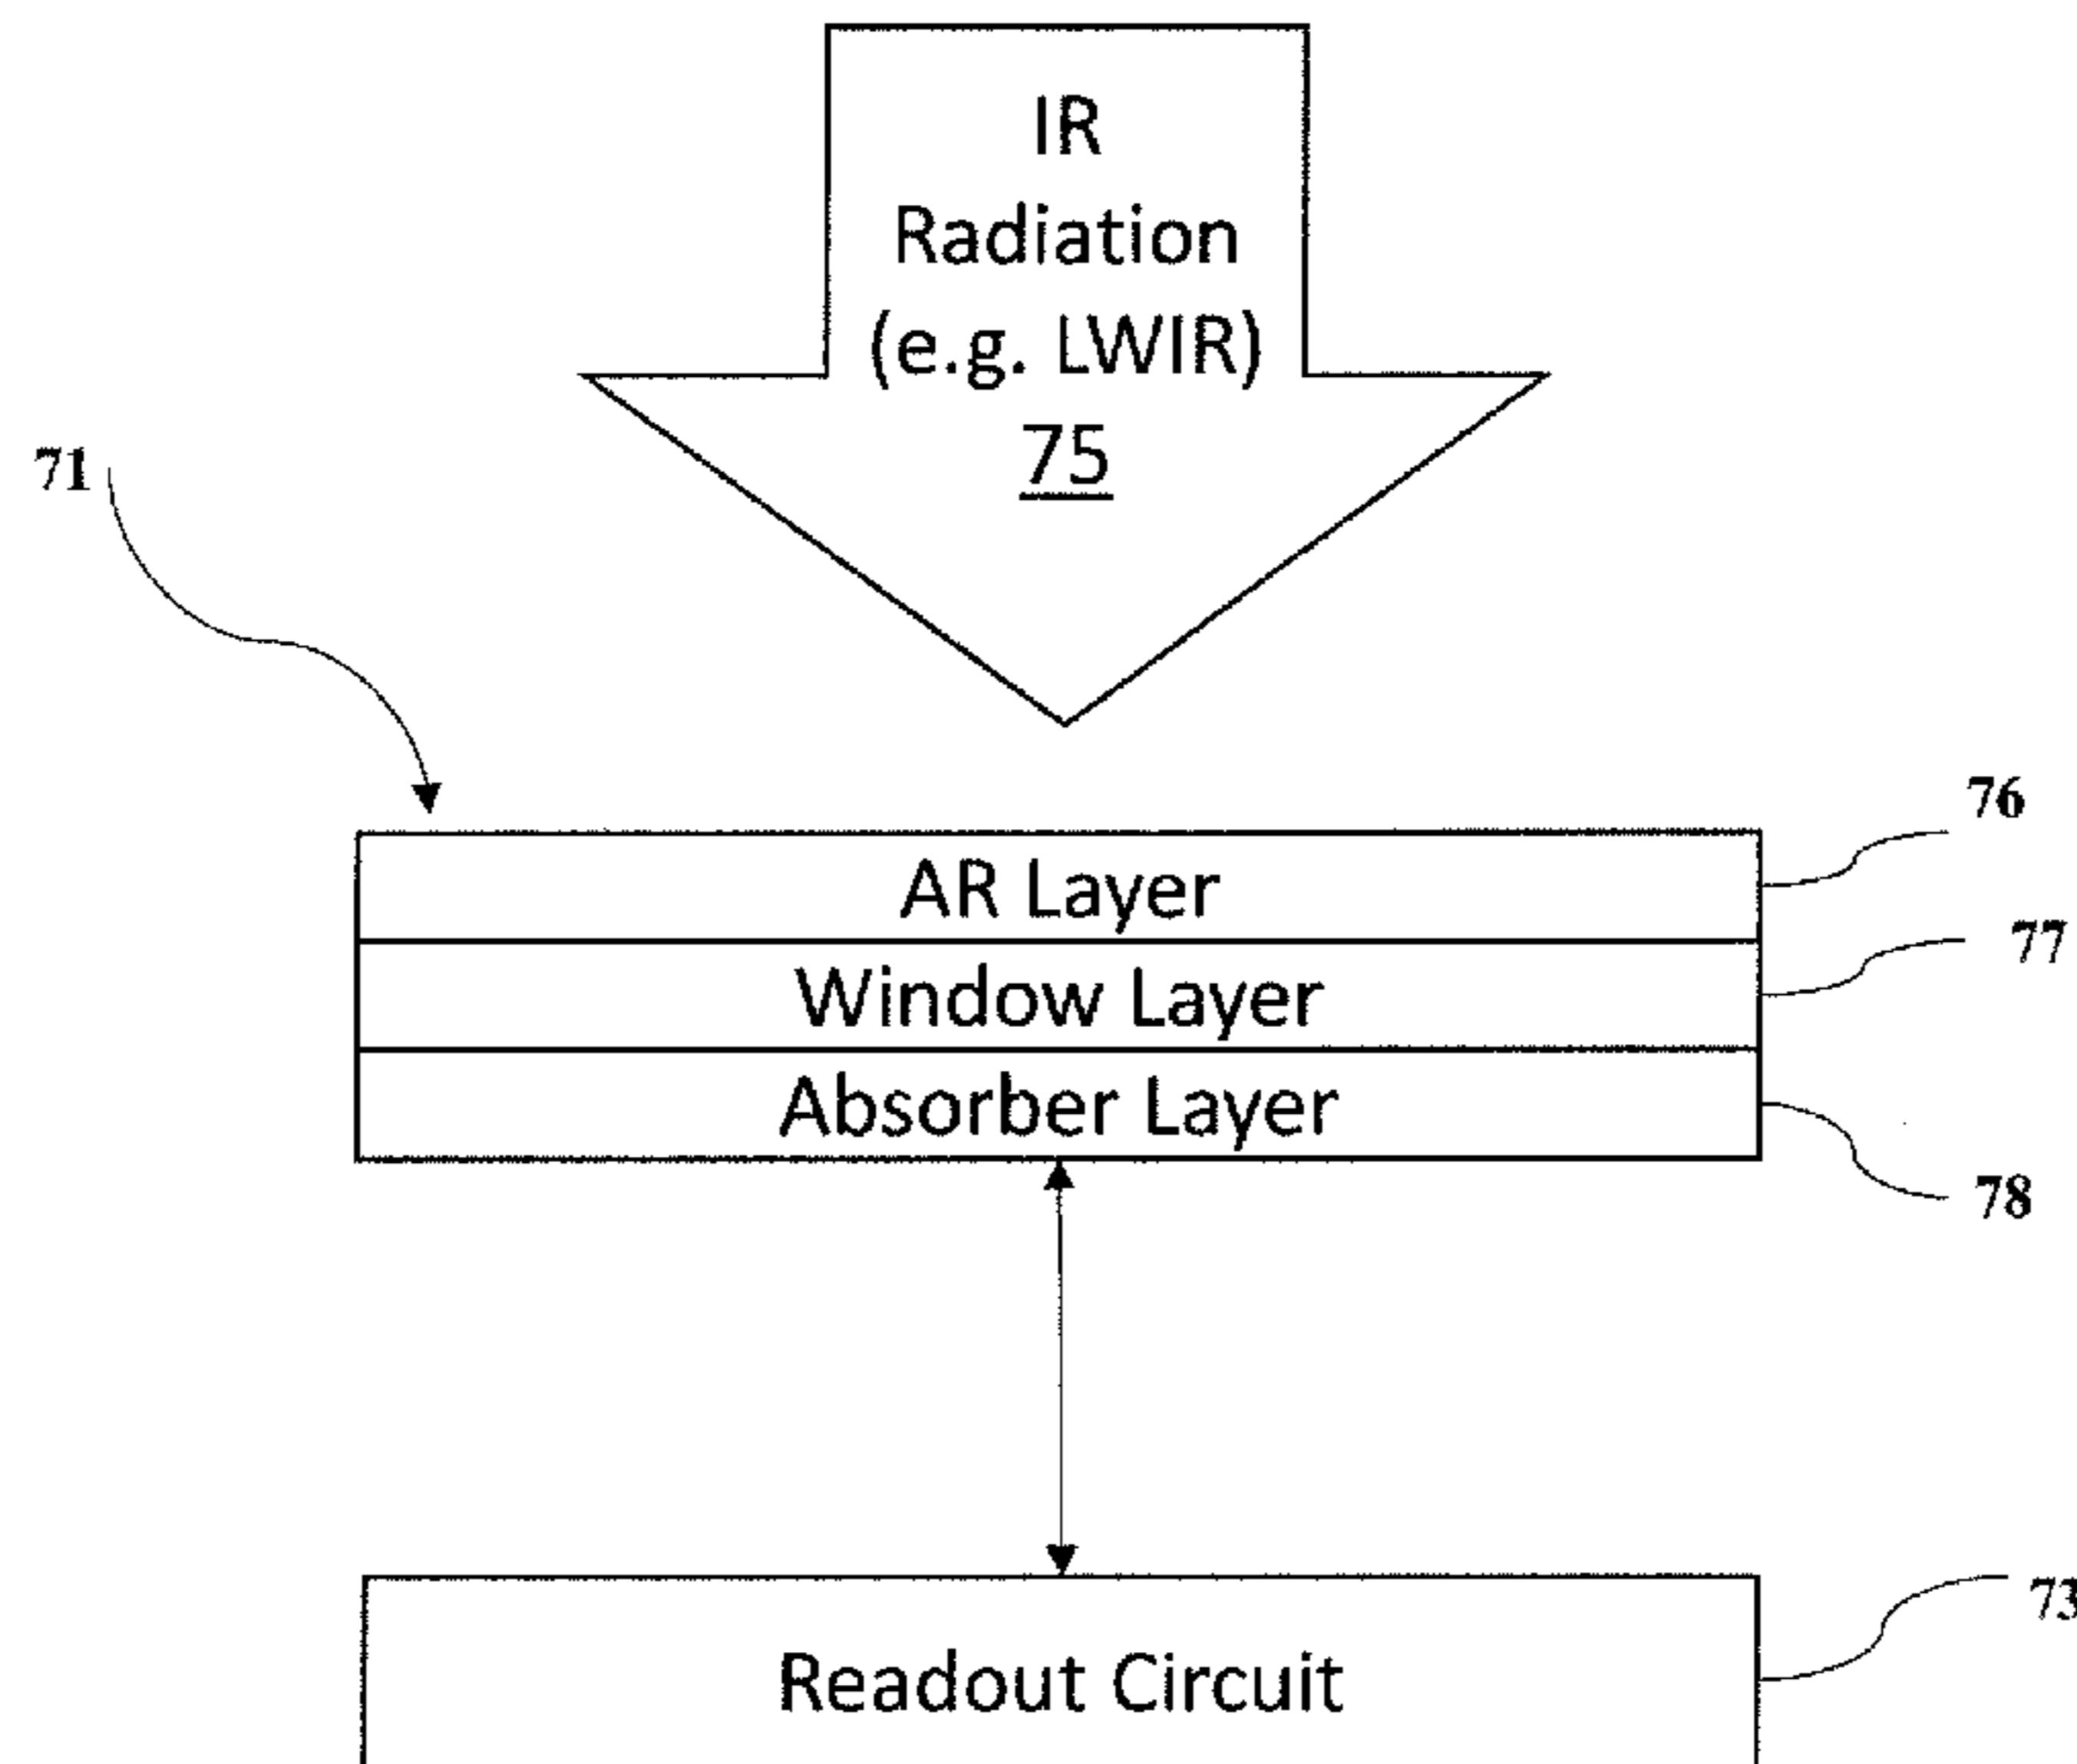 IR
Radiation
(e.g. LWIR)
75
71
76
AR Layer
77
Window Layer
Absorber Layer
78
73
Readout Circuit